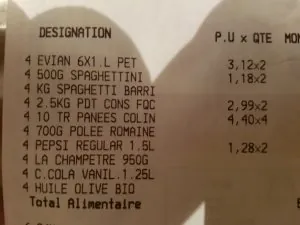 DESIGNATION P.U x QTE MON
4 EVIAN 6X1.L PET 3,12x2
4 500G SPAGHETTINI 1,18x2
4 KG SPAGHETTI BARRI
4 2.5KG PDT CONS FQC 2,99x2
4 10 TR PANEES COLIN 4,40x4
4 700G POLEE ROMAINE
4 PEPSI REGULAR 1.5L 1,28x2
4 LA CHAMPETRE 950G
4 C.COLA VANIL.1.25L
4 HUILE OLIVE BIO
Total Alimentaire